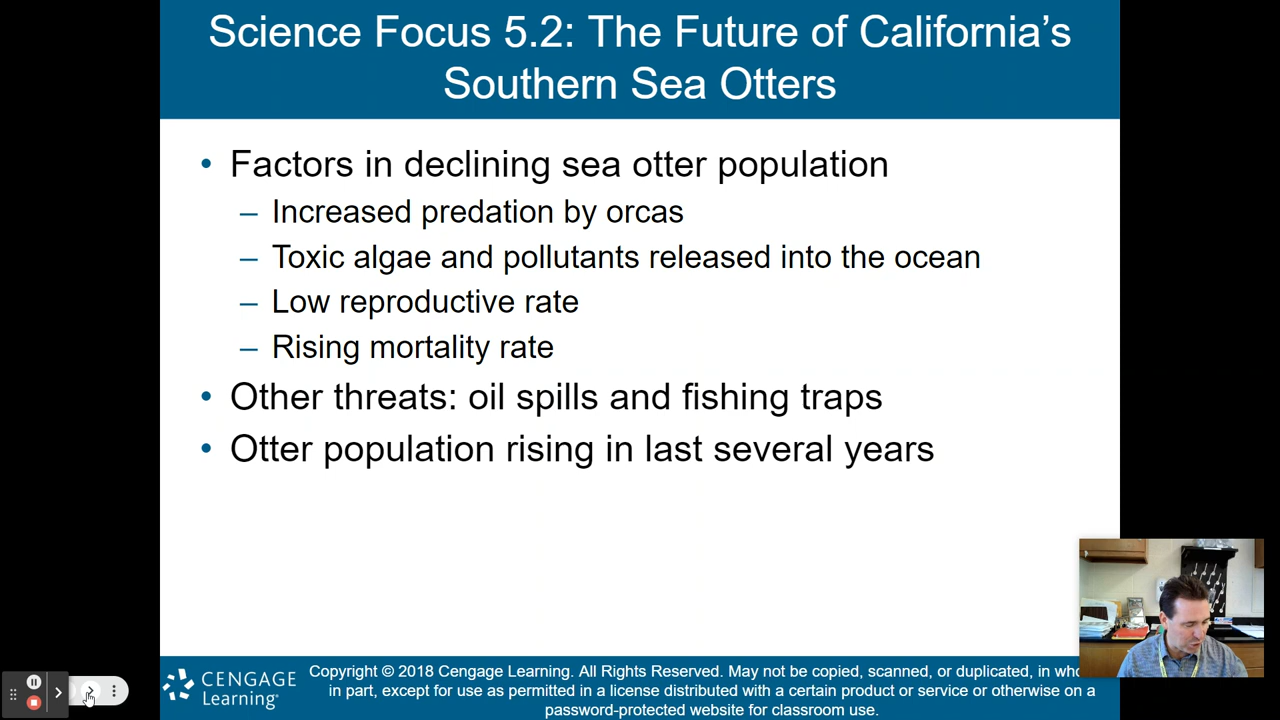 Science Focus 5.2: The Future of California's
Southern Sea Otters
• Factors in declining sea otter population
– Increased predation by orcas
– Toxic algae and pollutants released into the ocean
– Low reproductive rate
– Rising mortality rate
• Other threats: oil spills and fishing traps
• Otter population rising in last several years
CENGAGE
Learning®
Copyright © 2018 Cengage Learning. All Rights Reserved. May not be copied, scanned, or duplicated, in who
in part, except for use as permitted in a license distributed with a certain product or service or otherwise on a
password-protected website for classroom use.